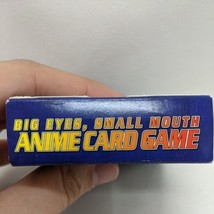 BIG EYES, SMALL MOUTH
ANIME CARD GAME